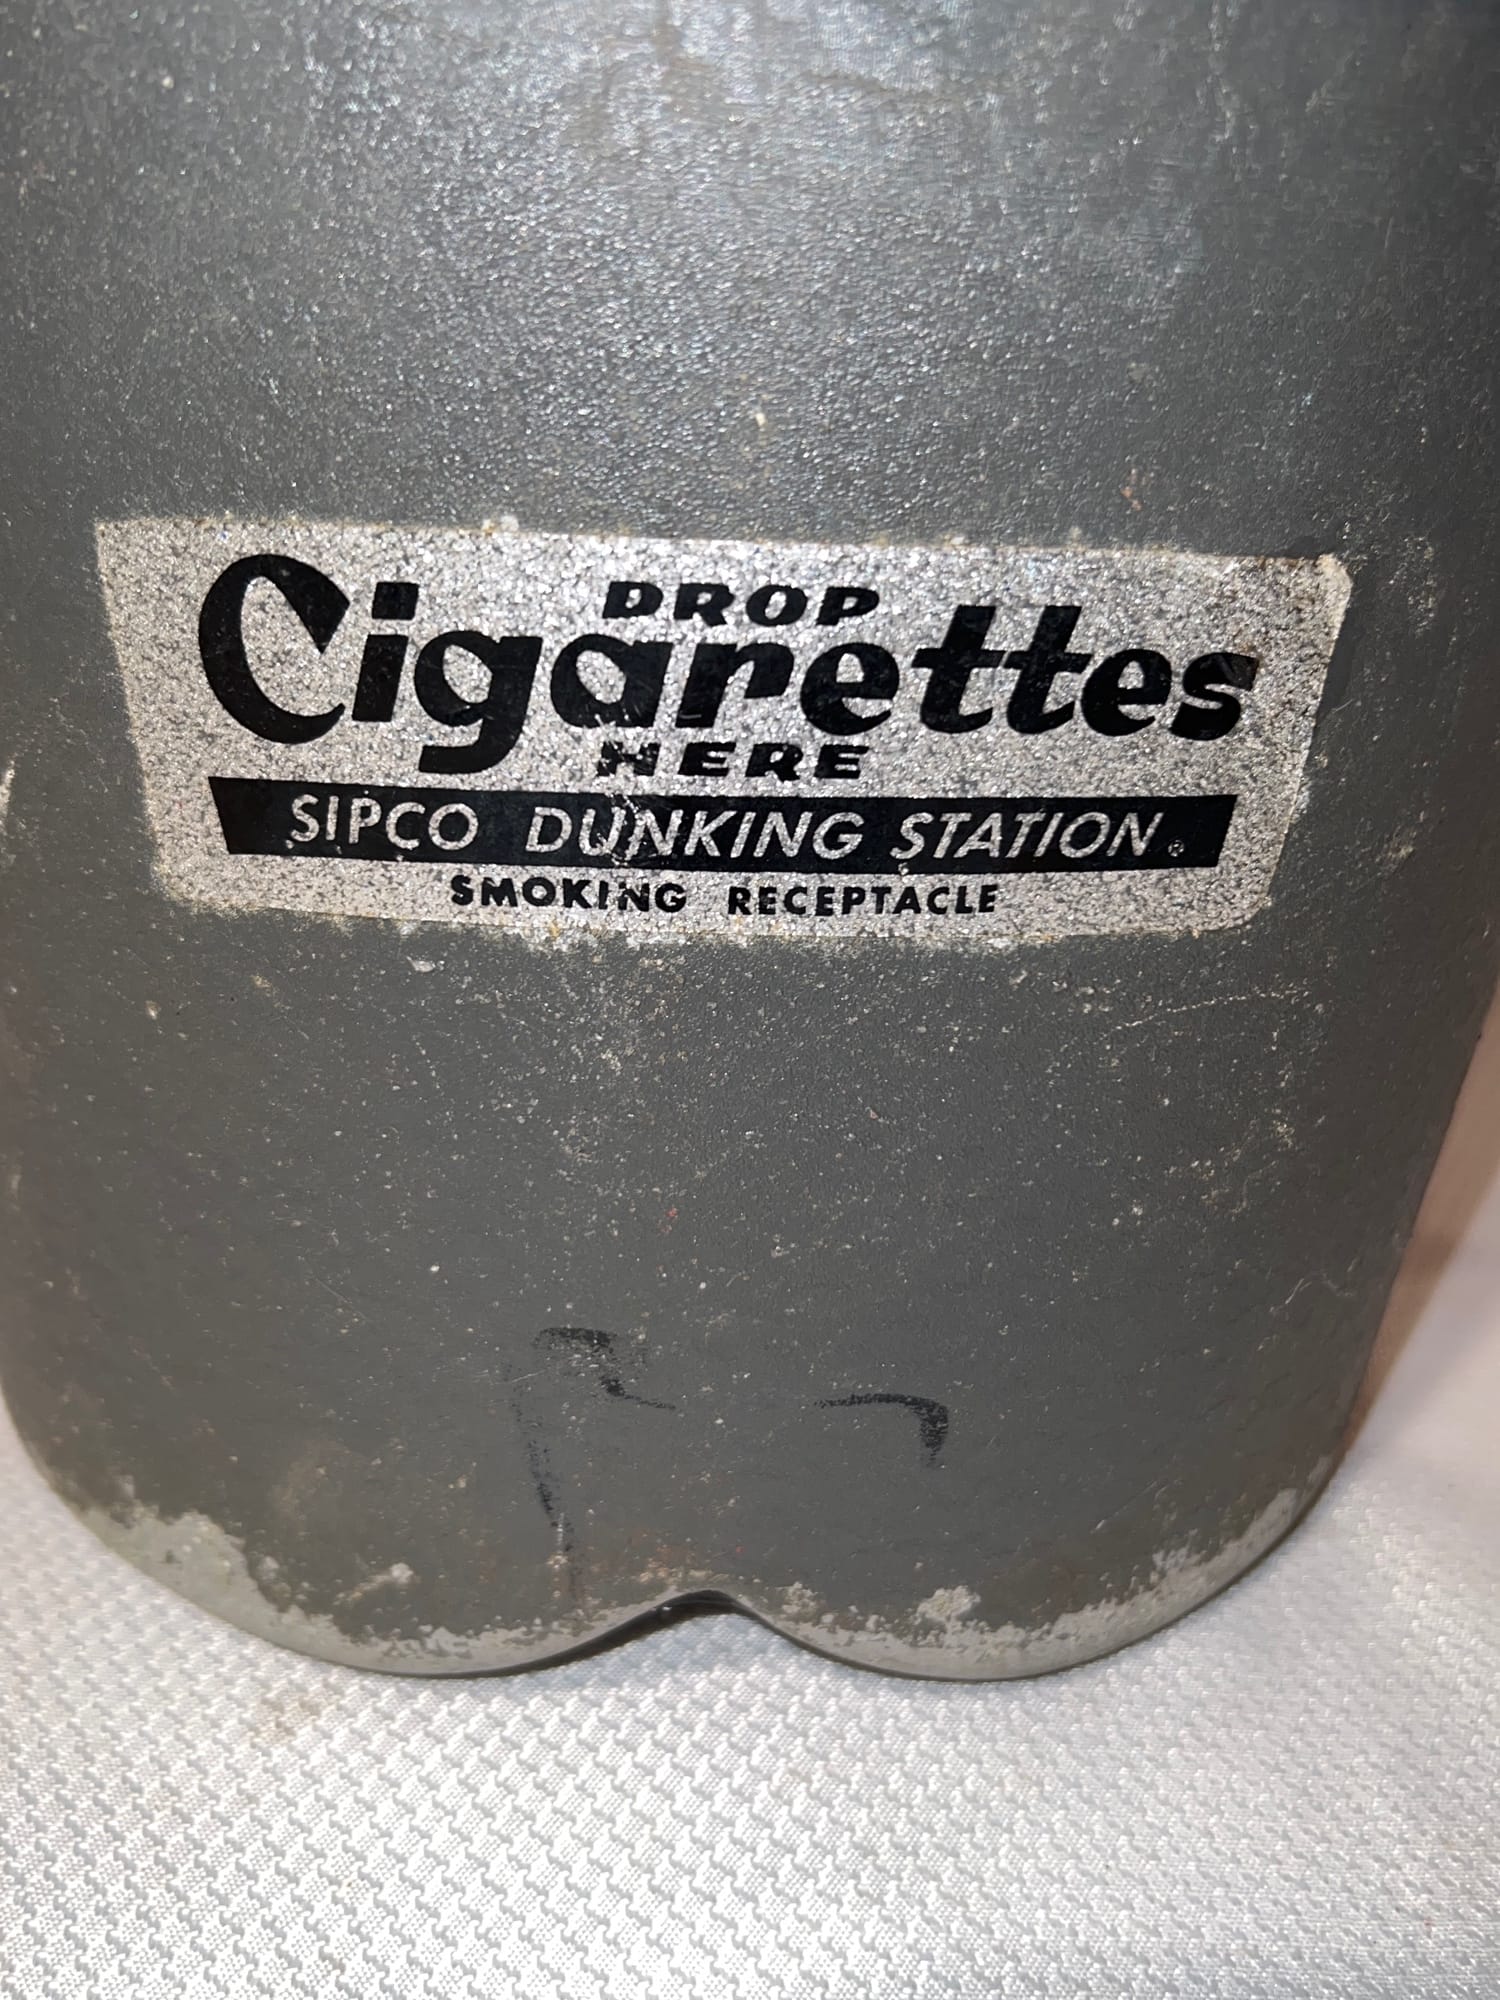 DROP
Cigarettes
HERE
SIPCO DUNKING STATION®
SMOKING RECEPTACLE